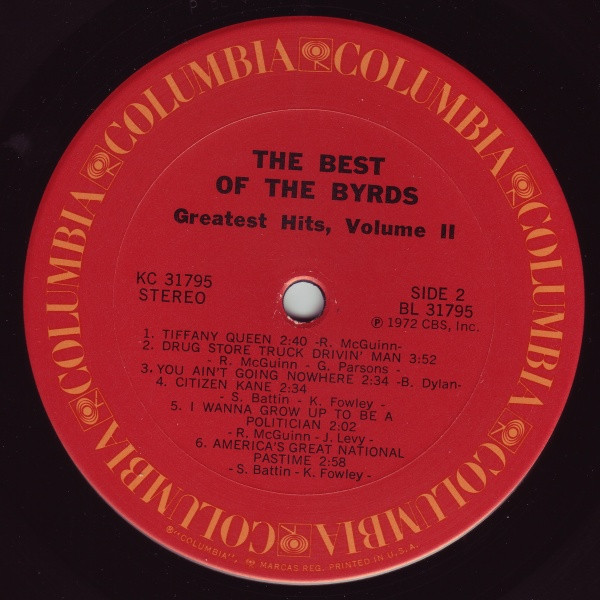 COLUMBIA COLUMBIA COLUMBIA COLUMBIA COLUMBIA COLUMBIA
THE BEST
OF THE BYRDS
Greatest Hits, Volume II
KC 31795
STEREO
SIDE 2
BL 31795
℗ 1972 CBS, Inc.
1. TIFFANY QUEEN 2:40 -R. McGuinn-
2. DRUG STORE TRUCK DRIVIN' MAN 3:52
- R. McGuinn - G. Parsons -
3. YOU AIN'T GOING NOWHERE 2:34 -B. Dylan-
4. CITIZEN KANE 2:34
- S. Battin - K. Fowley -
5. I WANNA GROW UP TO BE A
POLITICIAN 2:02
- R. McGuinn - J. Levy -
6. AMERICA'S GREAT NATIONAL
PASTIME 2:58
- S. Battin - K. Fowley -
®"COLUMBIA", MARCAS REG. PRINTED IN U.S.A.